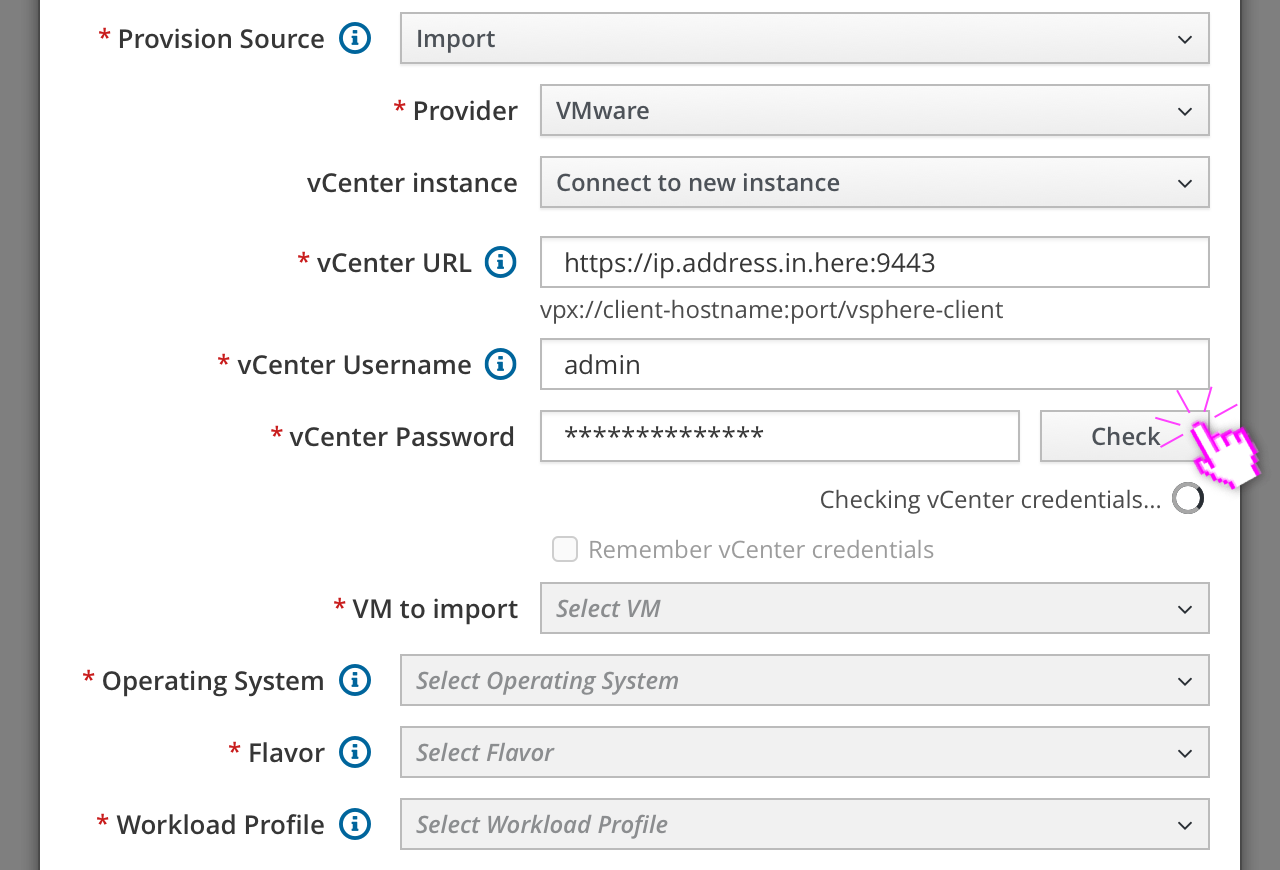 * Provision Source
Import
* Provider
VMware
vCenter instance
Connect to new instance
* vCenter URL
https://ip.address.in.here:9443
vpx://client-hostname:port/vsphere-client
* vCenter Username
admin
* vCenter Password
**************
Check
Checking vCenter credentials...
Remember vCenter credentials
* VM to import
Select VM
* Operating System
Select Operating System
* Flavor
Select Flavor
* Workload Profile
Select Workload Profile